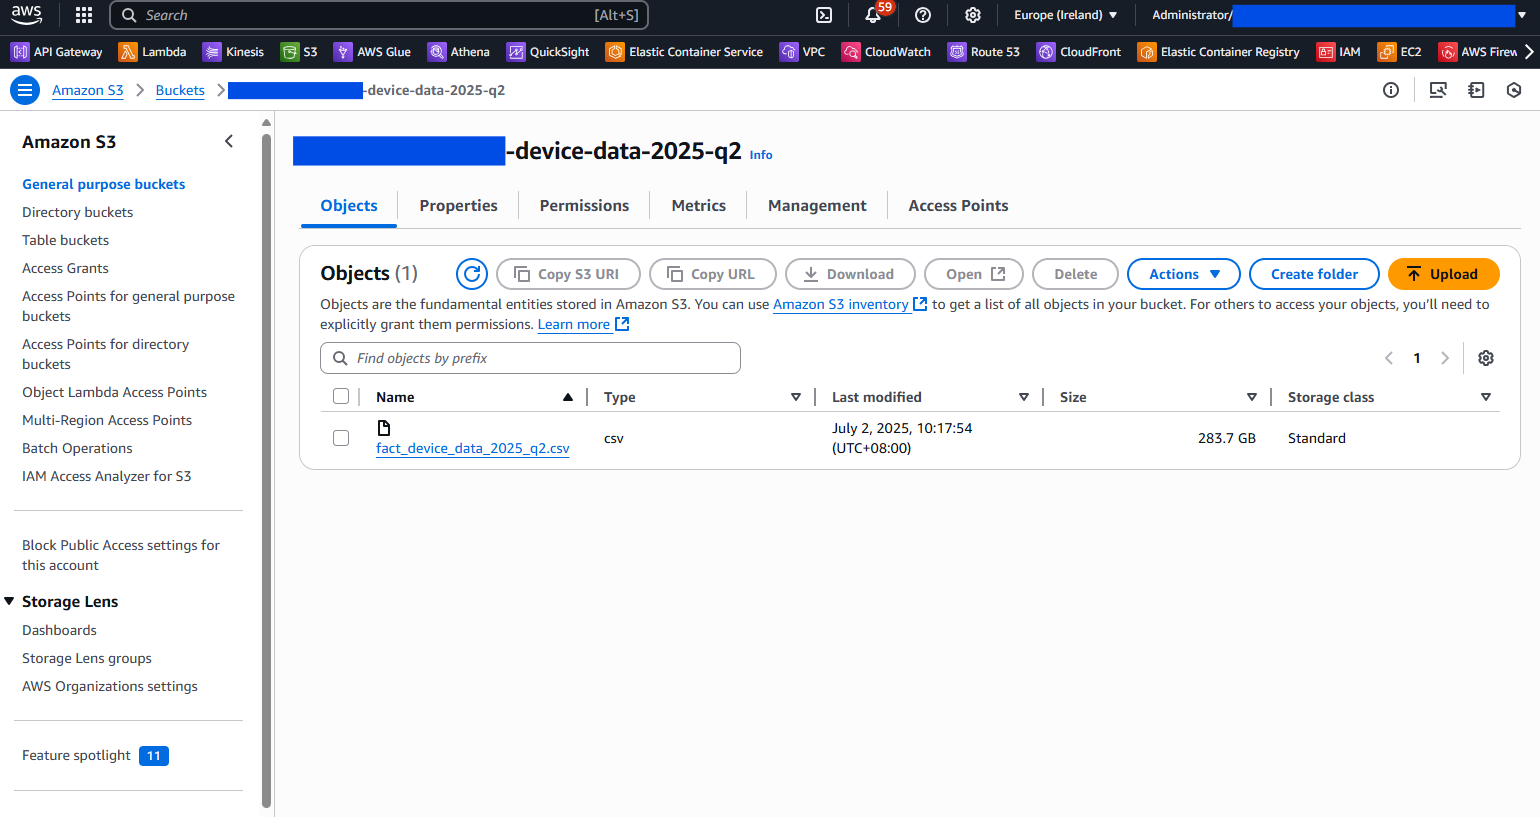 aws
Search [Alt+S]
59
Europe (Ireland)
Administrator/
API Gateway
Lambda
Kinesis
S3
AWS Glue
Athena
QuickSight
Elastic Container Service
VPC
CloudWatch
Route 53
CloudFront
Elastic Container Registry
IAM
EC2
AWS Firew
Amazon S3 > Buckets > -device-data-2025-q2
Amazon S3
General purpose buckets
Directory buckets
Table buckets
Access Grants
Access Points for general purpose
buckets
Access Points for directory
buckets
Object Lambda Access Points
Multi-Region Access Points
Batch Operations
IAM Access Analyzer for S3
Block Public Access settings for
this account
Storage Lens
Dashboards
Storage Lens groups
AWS Organizations settings
Feature spotlight 11
-device-data-2025-q2 Info
Objects
Properties
Permissions
Metrics
Management
Access Points
Objects (1)
Copy S3 URI
Copy URL
Download
Open
Delete
Actions
Create folder
Upload
Objects are the fundamental entities stored in Amazon S3. You can use Amazon S3 inventory to get a list of all objects in your bucket. For others to access your objects, you’ll need to
explicitly grant them permissions. Learn more
Find objects by prefix
1
Name Type Last modified Size Storage class
fact_device_data_2025_q2.csv
csv
July 2, 2025, 10:17:54
(UTC+08:00)
283.7 GB
Standard